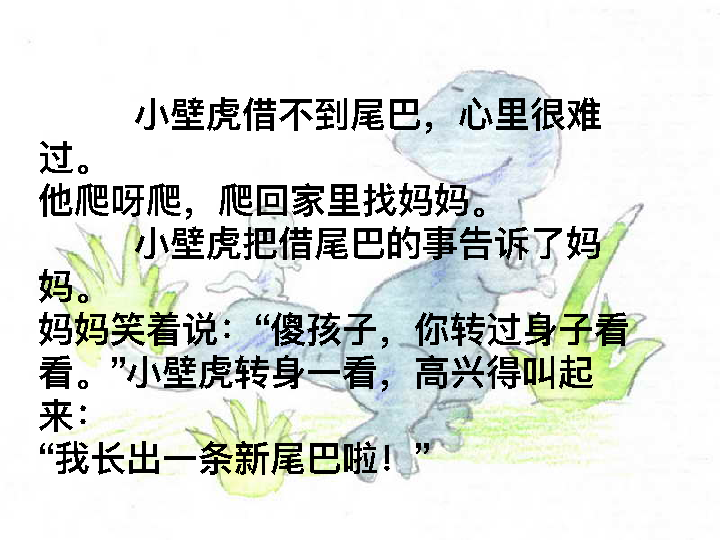 小壁虎借不到尾巴，心里很难
过。
他爬呀爬，爬回家里找妈妈。
小壁虎把借尾巴的事告诉了妈
妈。
妈妈笑着说：“傻孩子，你转过身子看
看。”小壁虎转身一看，高兴得叫起
来：
“我长出一条新尾巴啦！”